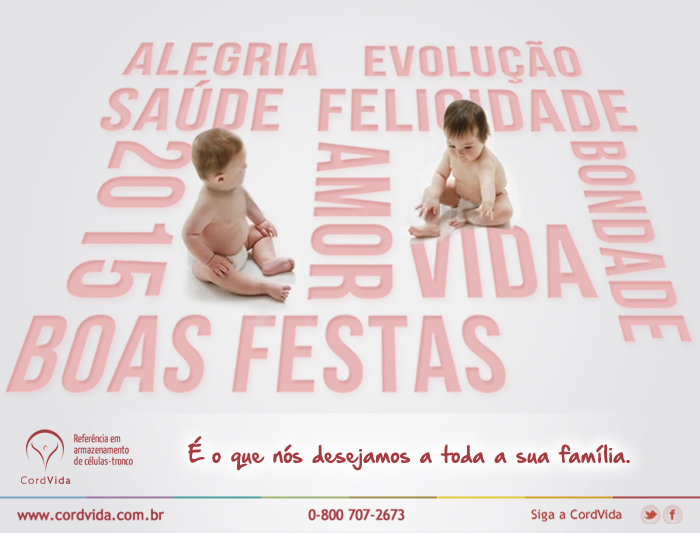 ALEGRIA EVOLUÇÃO
SAÚDE FELICIDADE
2015
AMOR
BONDADE
VIDA
BOAS FESTAS
Referência em
armazenamento
de células-tronco
CordVida
É o que nós desejamos a toda a sua família.
www.cordvida.com.br 0-800 707-2673 Siga a CordVida